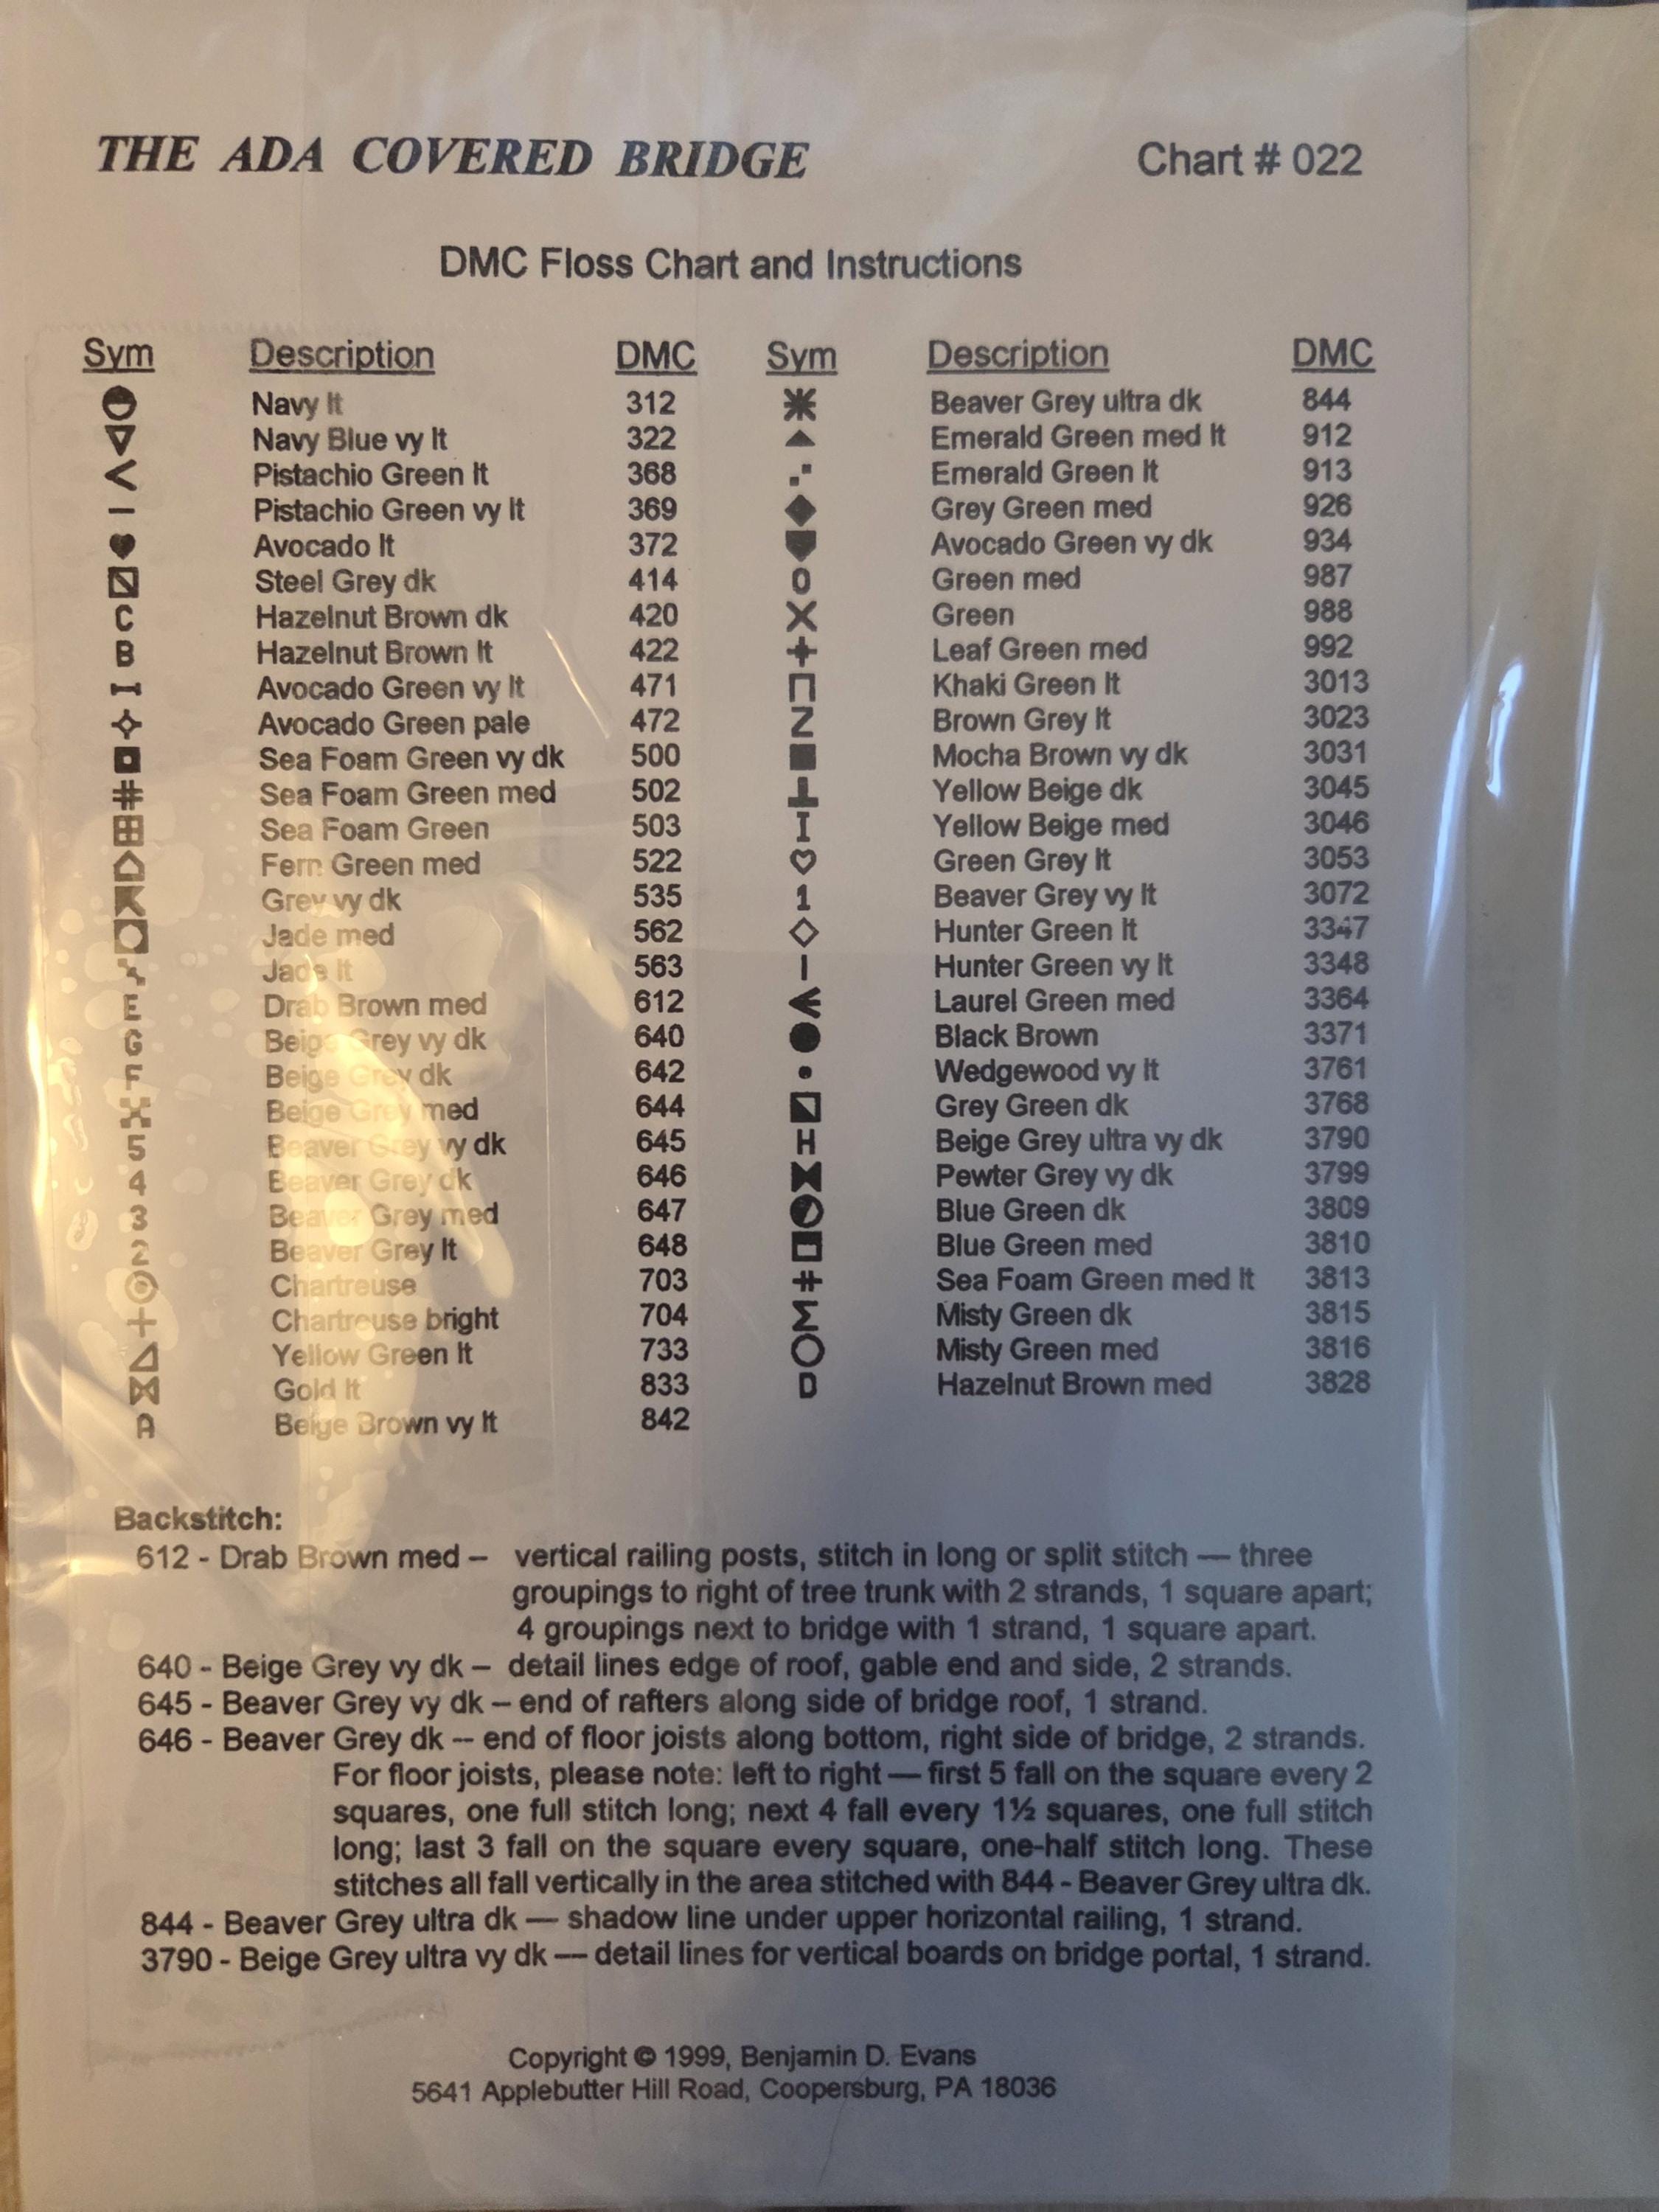 THE ADA COVERED BRIDGE Chart # 022
DMC Floss Chart and Instructions
Sym Description DMC Sym Description DMC
Navy lt 312 Beaver Grey ultra dk 844
Navy Blue vy lt 322 Emerald Green med lt 912
< Pistachio Green lt 368 Emerald Green lt 913
– Pistachio Green vy lt 369 Grey Green med 926
♥ Avocado lt 372 Avocado Green vy dk 934
Steel Grey dk 414 0 Green med 987
C Hazelnut Brown dk 420 X Green 988
B Hazelnut Brown lt 422 + Leaf Green med 992
Avocado Green vy lt 471 Khaki Green lt 3013
Avocado Green pale 472 Z Brown Grey lt 3023
Sea Foam Green vy dk 500 ■ Mocha Brown vy dk 3031
# Sea Foam Green med 502 Yellow Beige dk 3045
Sea Foam Green 503 I Yellow Beige med 3046
Fern Green med 522 ♡ Green Grey lt 3053
Grey vy dk 535 1 Beaver Grey vy lt 3072
Jade med 562 ◇ Hunter Green lt 3347
Jade lt 563 | Hunter Green vy lt 3348
E Drab Brown med 612 Laurel Green med 3364
G Beige Grey vy dk 640 ● Black Brown 3371
F Beige Grey dk 642 • Wedgewood vy lt 3761
Beige Grey med 644 Grey Green dk 3768
5 Beaver Grey vy dk 645 H Beige Grey ultra vy dk 3790
4 Beaver Grey dk 646 Pewter Grey vy dk 3799
3 Beaver Grey med 647 Blue Green dk 3809
2 Beaver Grey lt 648 Blue Green med 3810
Chartreuse 703 # Sea Foam Green med lt 3813
+ Chartreuse bright 704 Σ Misty Green dk 3815
Yellow Green lt 733 ○ Misty Green med 3816
Gold lt 833 D Hazelnut Brown med 3828
A Beige Brown vy lt 842
Backstitch:
612 - Drab Brown med – vertical railing posts, stitch in long or split stitch — three
groupings to right of tree trunk with 2 strands, 1 square apart;
4 groupings next to bridge with 1 strand, 1 square apart.
640 - Beige Grey vy dk – detail lines edge of roof, gable end and side, 2 strands.
645 - Beaver Grey vy dk – end of rafters along side of bridge roof, 1 strand.
646 - Beaver Grey dk -- end of floor joists along bottom, right side of bridge, 2 strands.
For floor joists, please note: left to right — first 5 fall on the square every 2
squares, one full stitch long; next 4 fall every 1½ squares, one full stitch
long; last 3 fall on the square every square, one-half stitch long. These
stitches all fall vertically in the area stitched with 844 - Beaver Grey ultra dk.
844 - Beaver Grey ultra dk — shadow line under upper horizontal railing, 1 strand.
3790 - Beige Grey ultra vy dk — detail lines for vertical boards on bridge portal, 1 strand.
Copyright © 1999, Benjamin D. Evans
5641 Applebutter Hill Road, Coopersburg, PA 18036